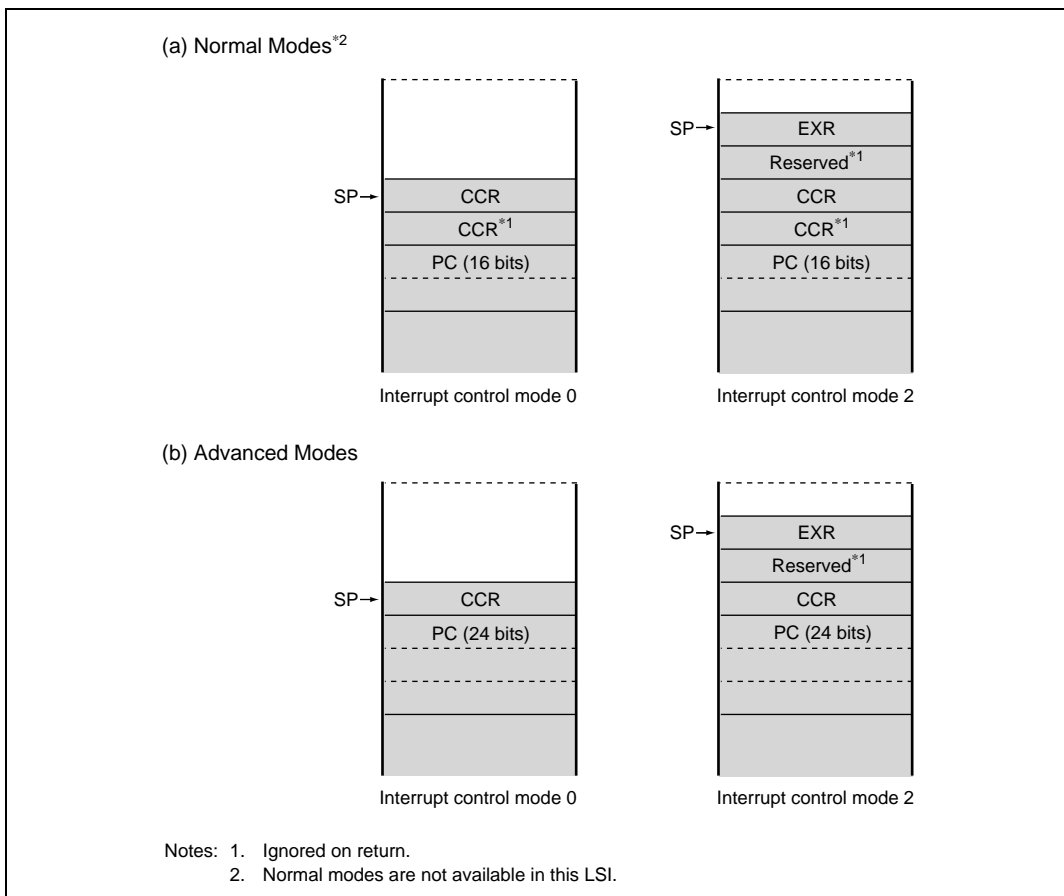 (a) Normal Modes*2
SP
CCR
CCR*1
PC (16 bits)
Interrupt control mode 0
SP
EXR
Reserved*1
CCR
CCR*1
PC (16 bits)
Interrupt control mode 2
(b) Advanced Modes
SP
CCR
PC (24 bits)
Interrupt control mode 0
SP
EXR
Reserved*1
CCR
PC (24 bits)
Interrupt control mode 2
Notes: 1. Ignored on return.
2. Normal modes are not available in this LSI.